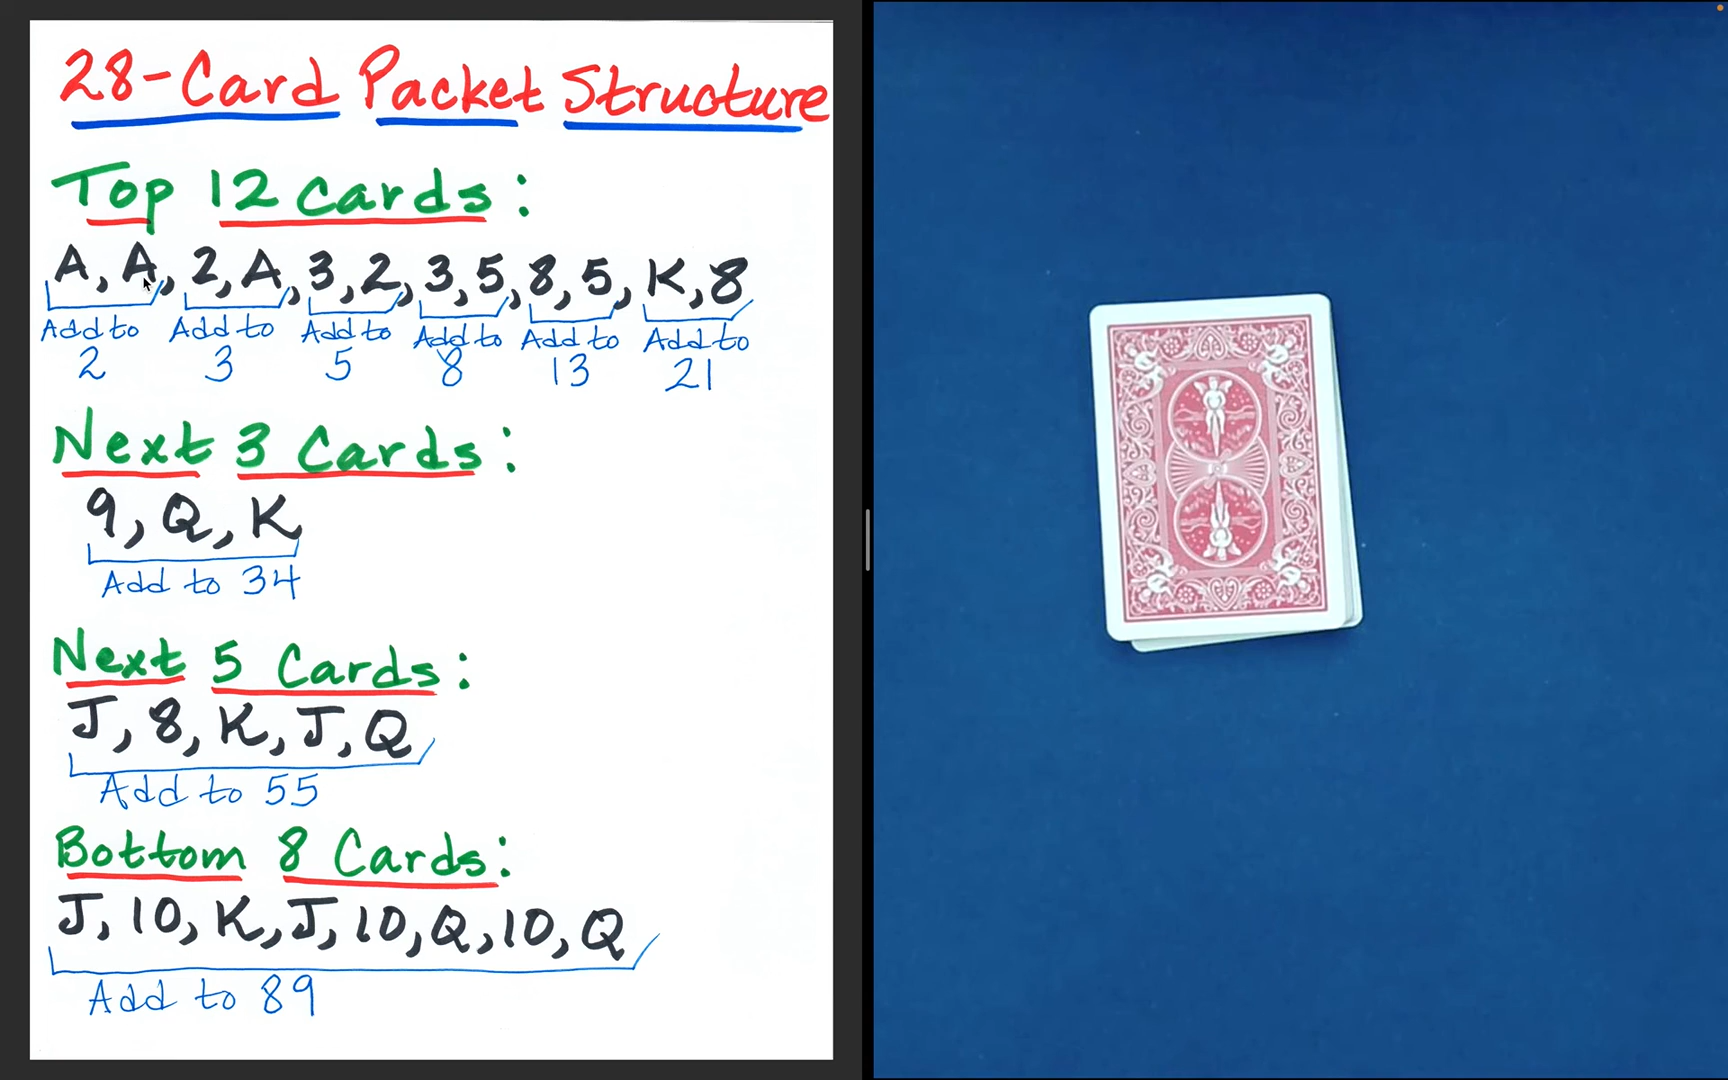 28-Card Packet Structure
Top 12 cards:
A, A, 2, A, 3, 2, 3, 5, 8, 5, K, 8
Add to Add to Add to Add to Add to Add to
2 3 5 8 13 21
Next 3 Cards:
9, Q, K
Add to 34
Next 5 Cards:
J, 8, K, J, Q
Add to 55
Bottom 8 Cards:
J, 10, K, J, 10, Q, 10, Q
Add to 89